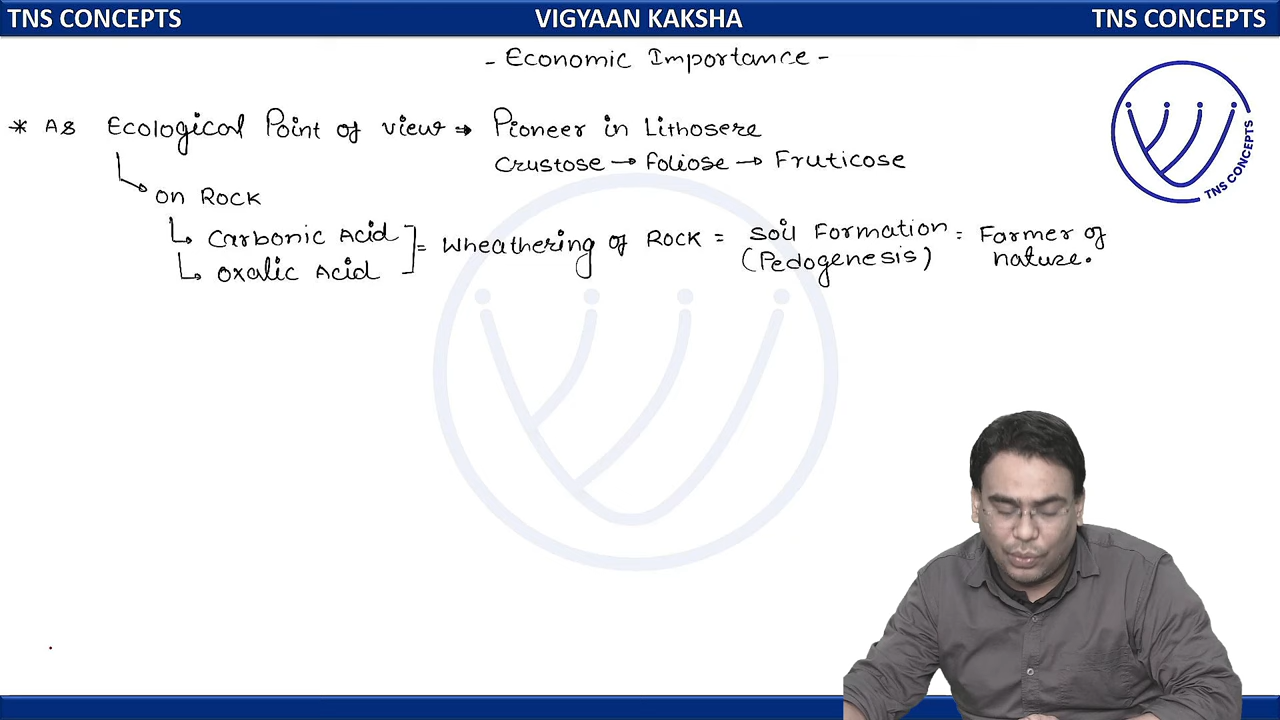 TNS CONCEPTS VIGYAAN KAKSHA TNS CONCEPTS
- Economic Importance -
* As Ecological Point of view → Pioneer in Lithosere
Crustose → Foliose → Fruticose
TNS CONCEPTS
on Rock
Carbonic Acid
Oxalic Acid
= Wheathering of Rock = Soil Formation = Farmer of
(Pedogenesis) nature.